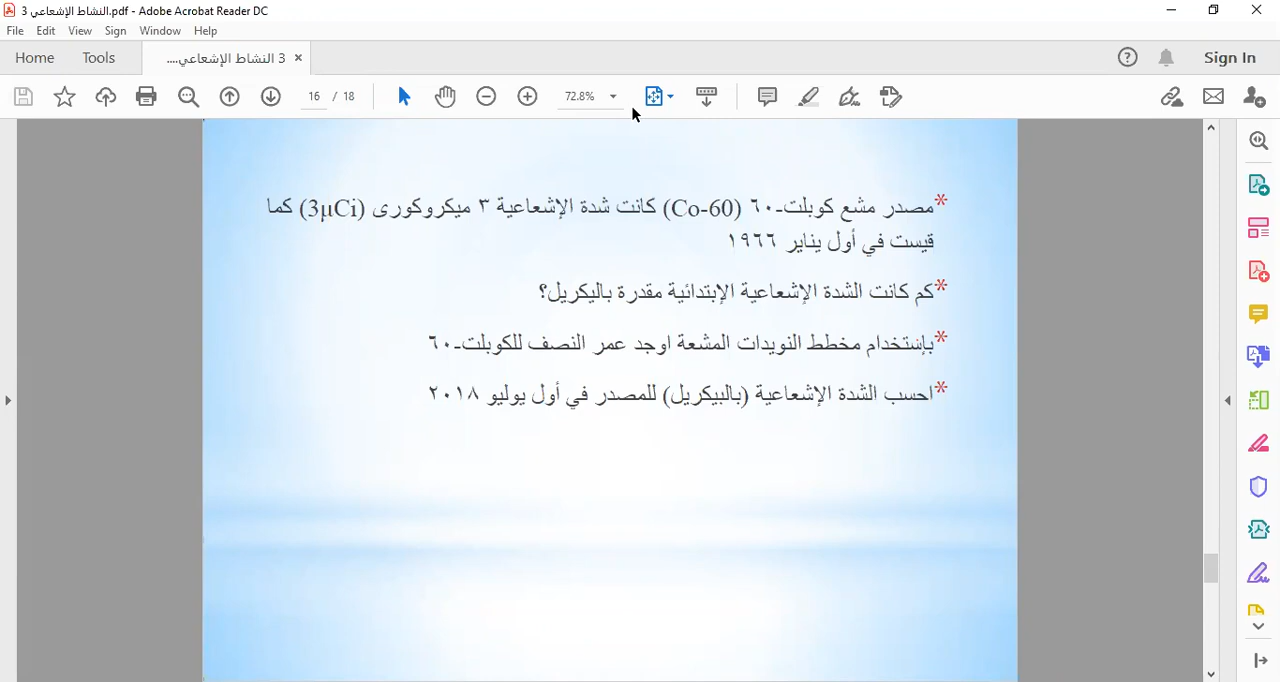 النشاط الإشعاعي 3.pdf - Adobe Acrobat Reader DC
File Edit View Sign Window Help
Home Tools 3 النشاط الإشعاعي.... × Sign In
16 / 18 72.8%
*مصدر مشع كوبلت-٦٠ (Co-60) كانت شدة الإشعاعية ٣ ميكروكورى (3μCi) كما
قيست في أول يناير ١٩٦٦
*كم كانت الشدة الإشعاعية الإبتدائية مقدرة باليكريل؟
*بإستخدام مخطط النويدات المشعة اوجد عمر النصف للكوبلت-٦٠
*احسب الشدة الإشعاعية (بالبيكريل) للمصدر في أول يوليو ٢٠١٨